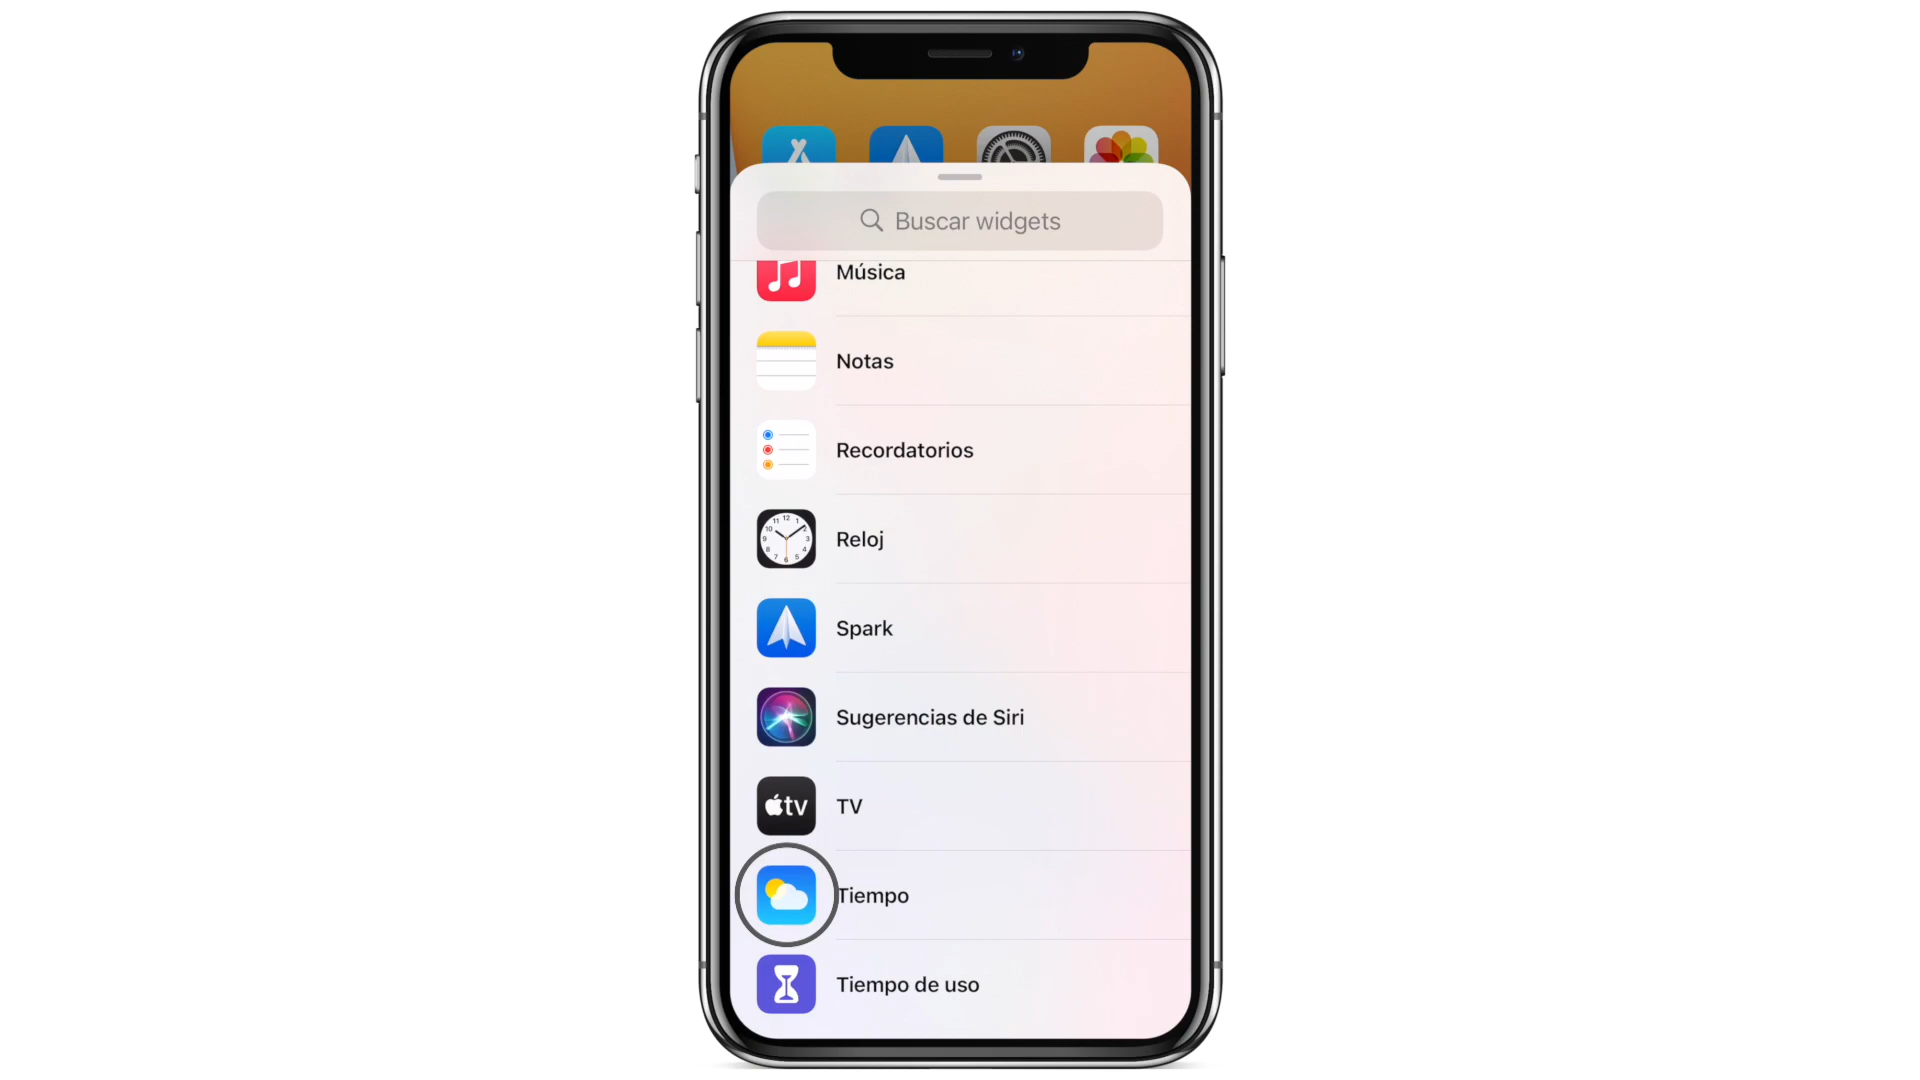 Buscar widgets
Música
Notas
Recordatorios
Reloj
Spark
Sugerencias de Siri
tv
TV
Tiempo
Tiempo de uso